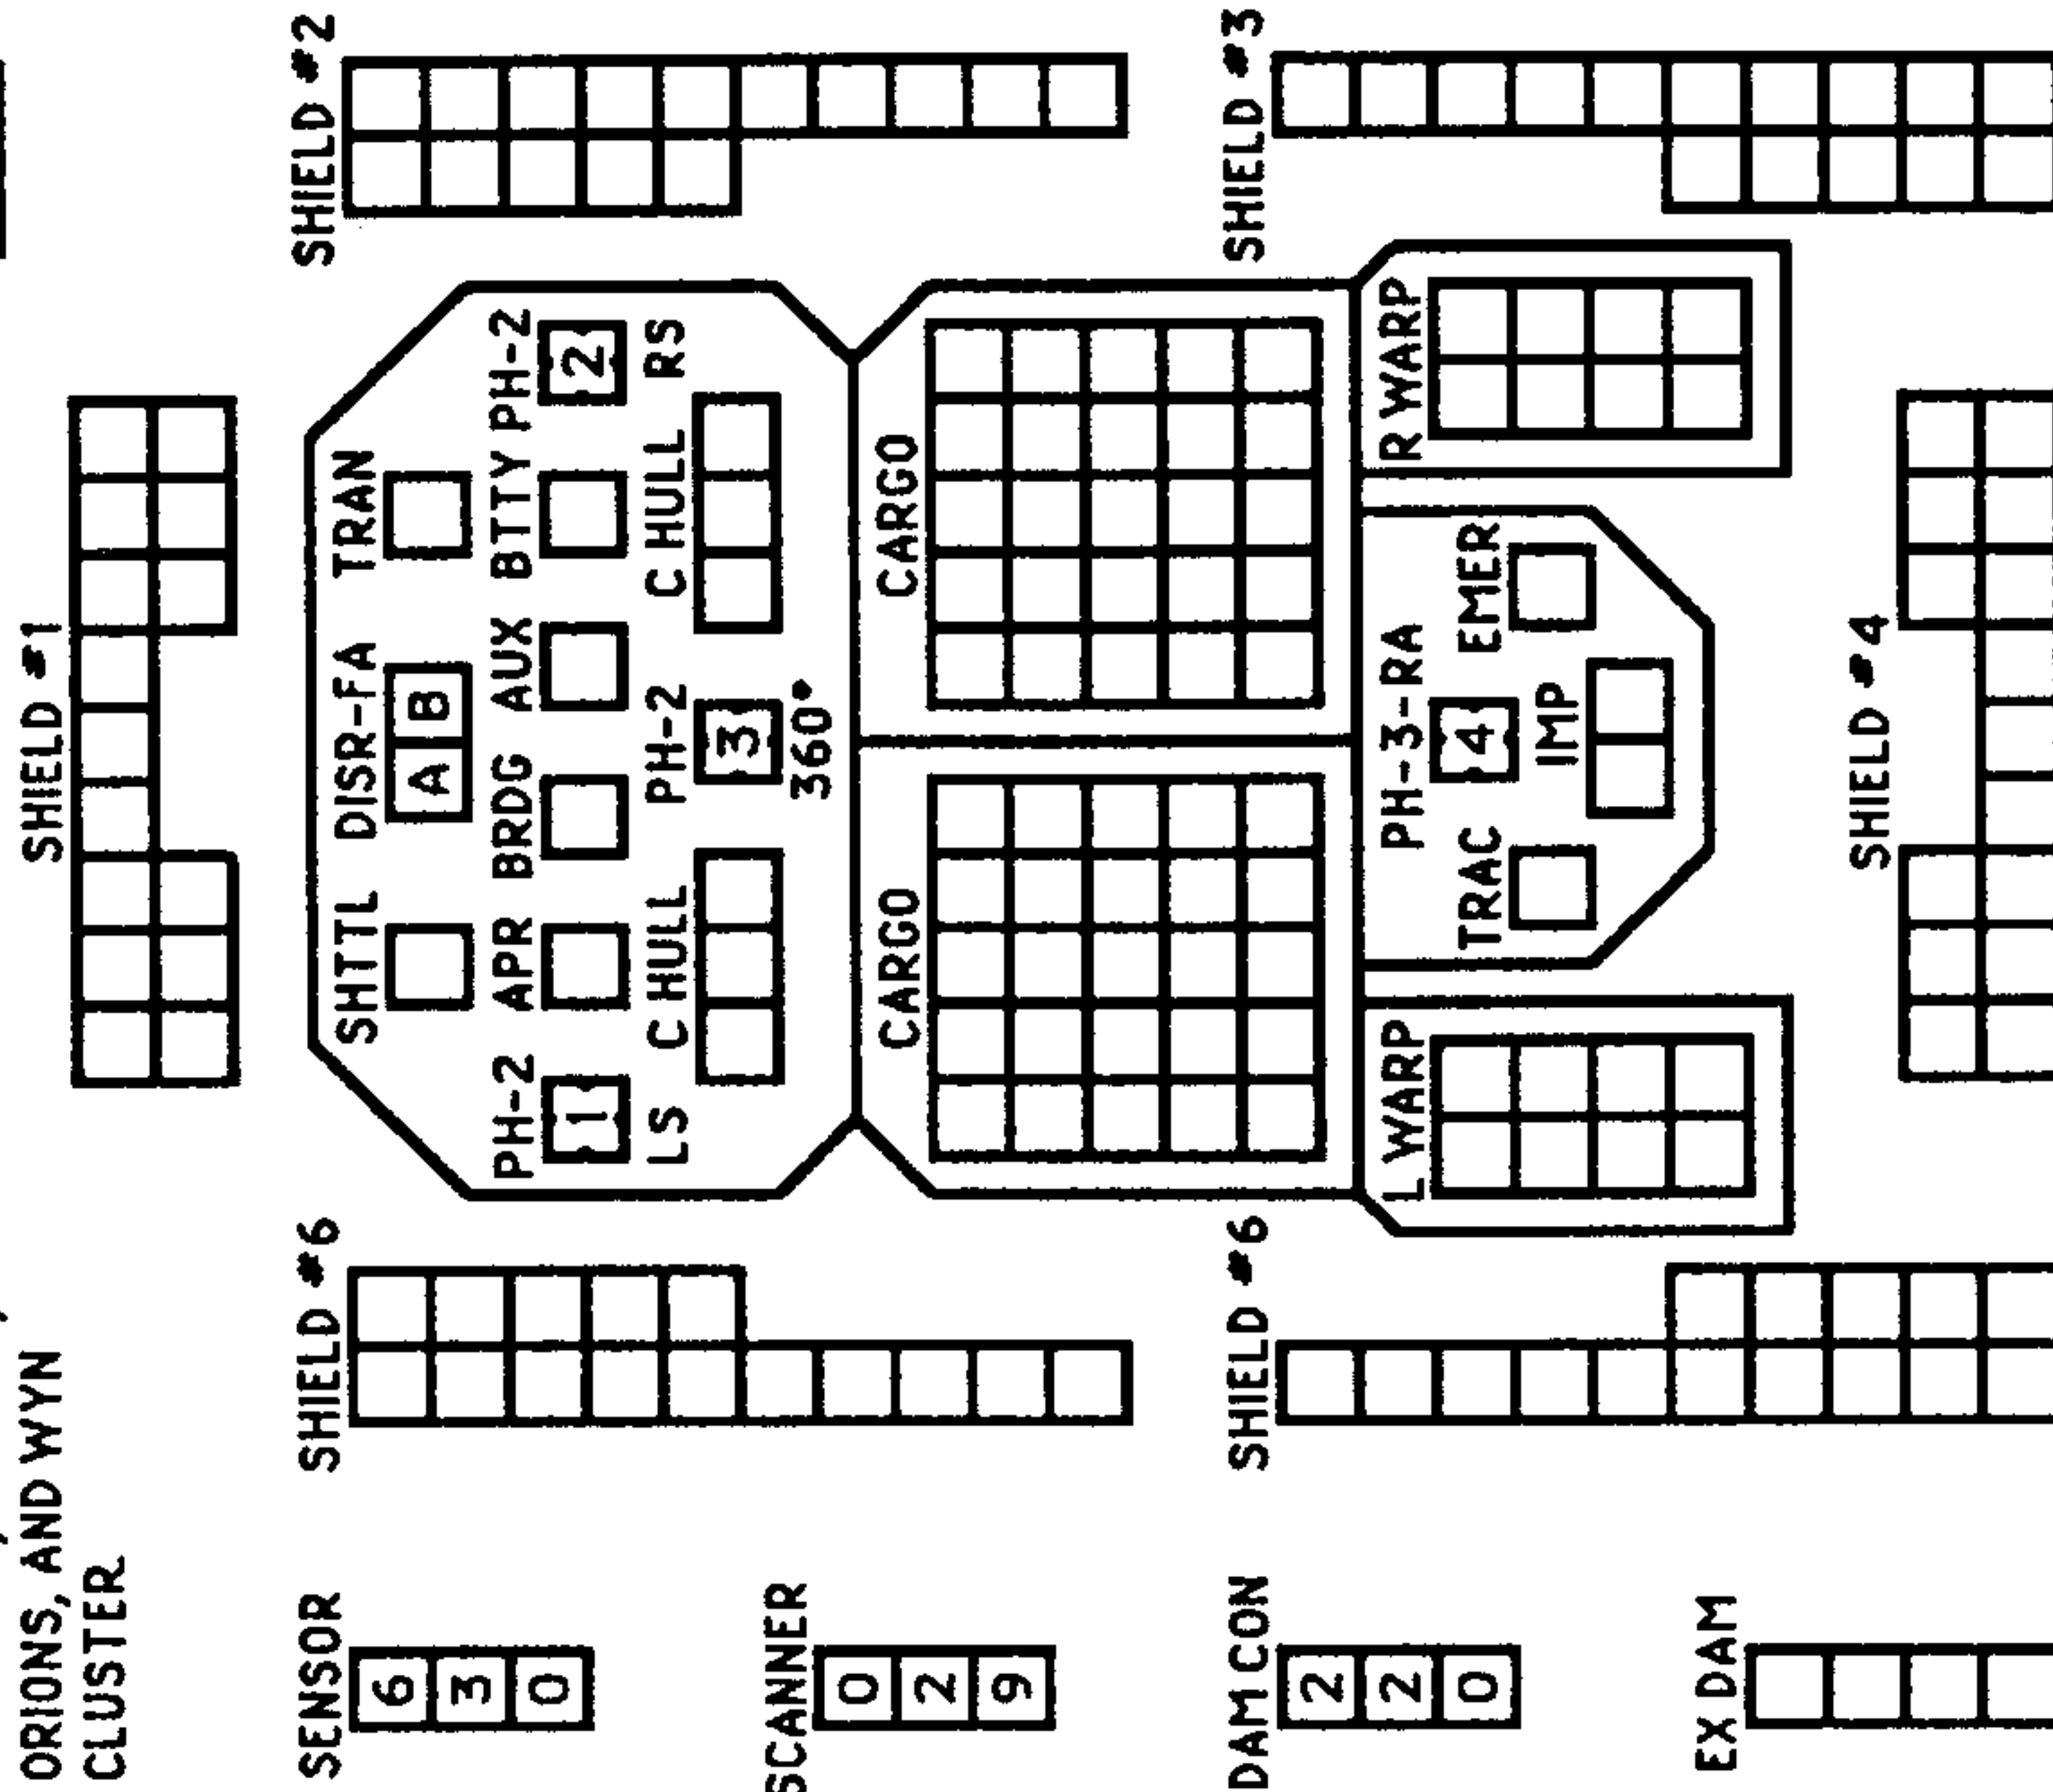 ORIONS, AND WYN
CLUSTER
SHIELD #1
SHIELD #6
SHIELD #2
SENSOR
6 3 0
SHTTL
DISR-FA
TRAN
A B
PH-2
APR
BRDG
AUX
BTTY
PH-2
1
2
LS
C HULL
PH-2
C HULL
RS
3
360°
SCANNER
0 2 9
CARGO
CARGO
DAM CON
2 2 0
SHIELD #6
SHIELD #3
L WARP
PH-3-RA
R WARP
4
TRAC
IMP
EMER
EX DAM
SHIELD #4